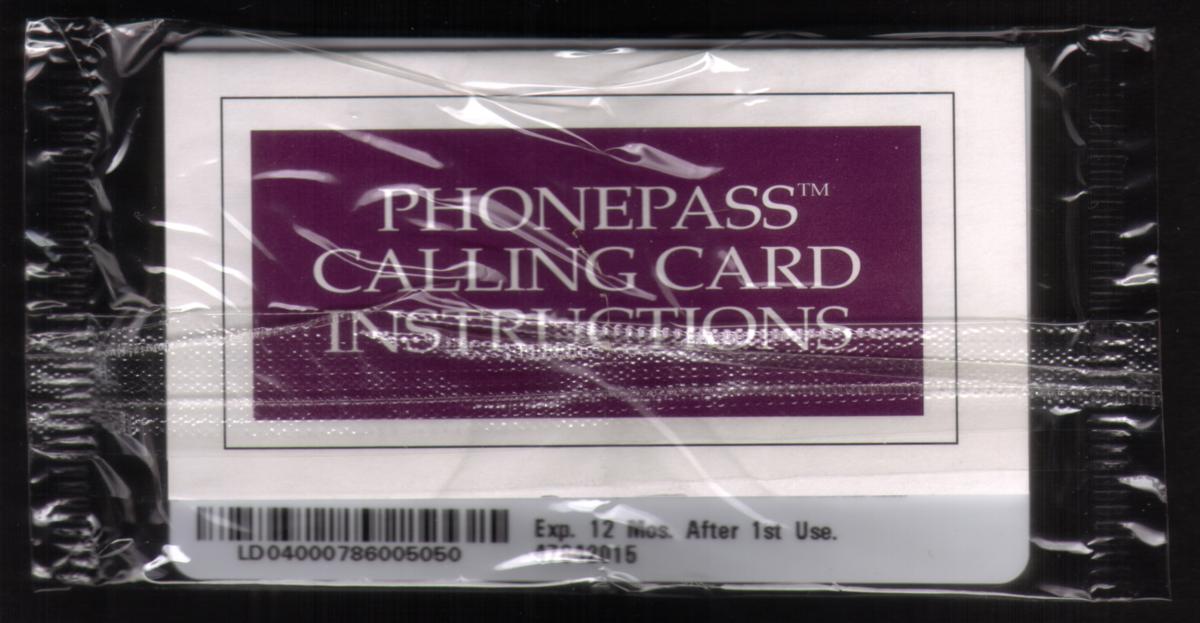 PHONEPASS™
CALLING CARD
INSTRUCTIONS
Exp. 12 Mos. After 1st Use.
LD04000786005050